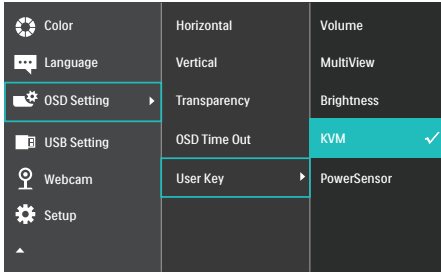 Color
Language
OSD Setting
USB Setting
Webcam
Setup
Horizontal
Vertical
Transparency
OSD Time Out
User Key
Volume
MultiView
Brightness
KVM
PowerSensor